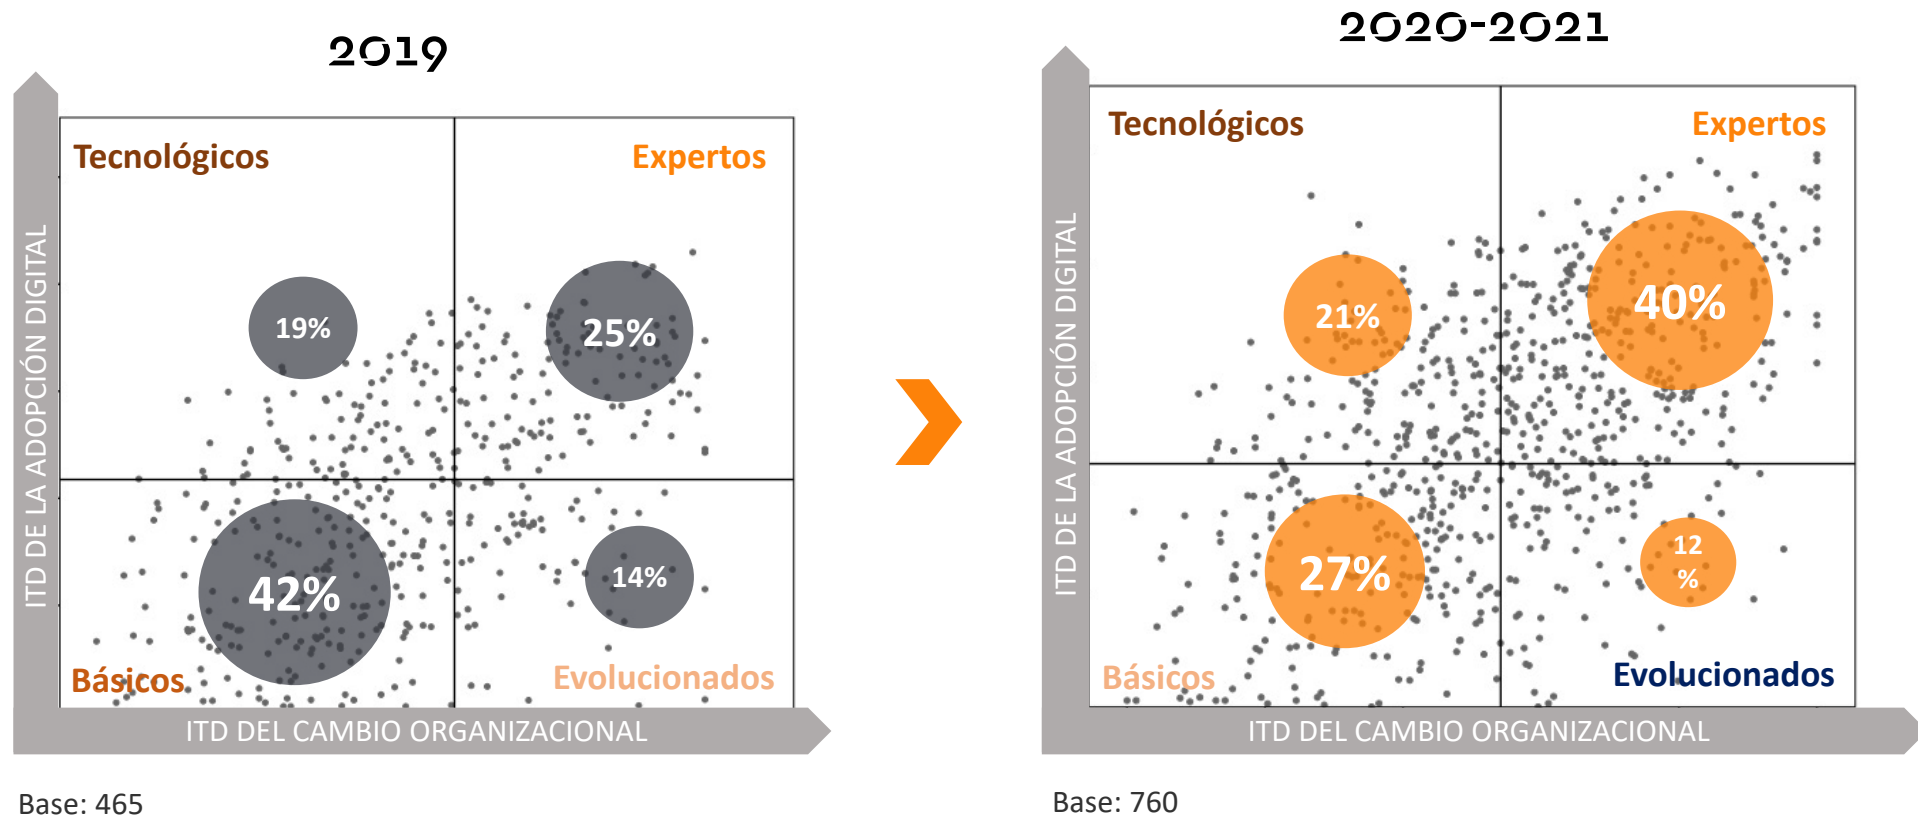 2019
Tecnológicos
Expertos
19%
25%
42%
14%
Básicos
Evolucionados
ITD DE LA ADOPCIÓN DIGITAL
ITD DEL CAMBIO ORGANIZACIONAL
Base: 465
2020-2021
Tecnológicos
Expertos
21%
40%
27%
12
%
Básicos
Evolucionados
ITD DE LA ADOPCIÓN DIGITAL
ITD DEL CAMBIO ORGANIZACIONAL
Base: 760